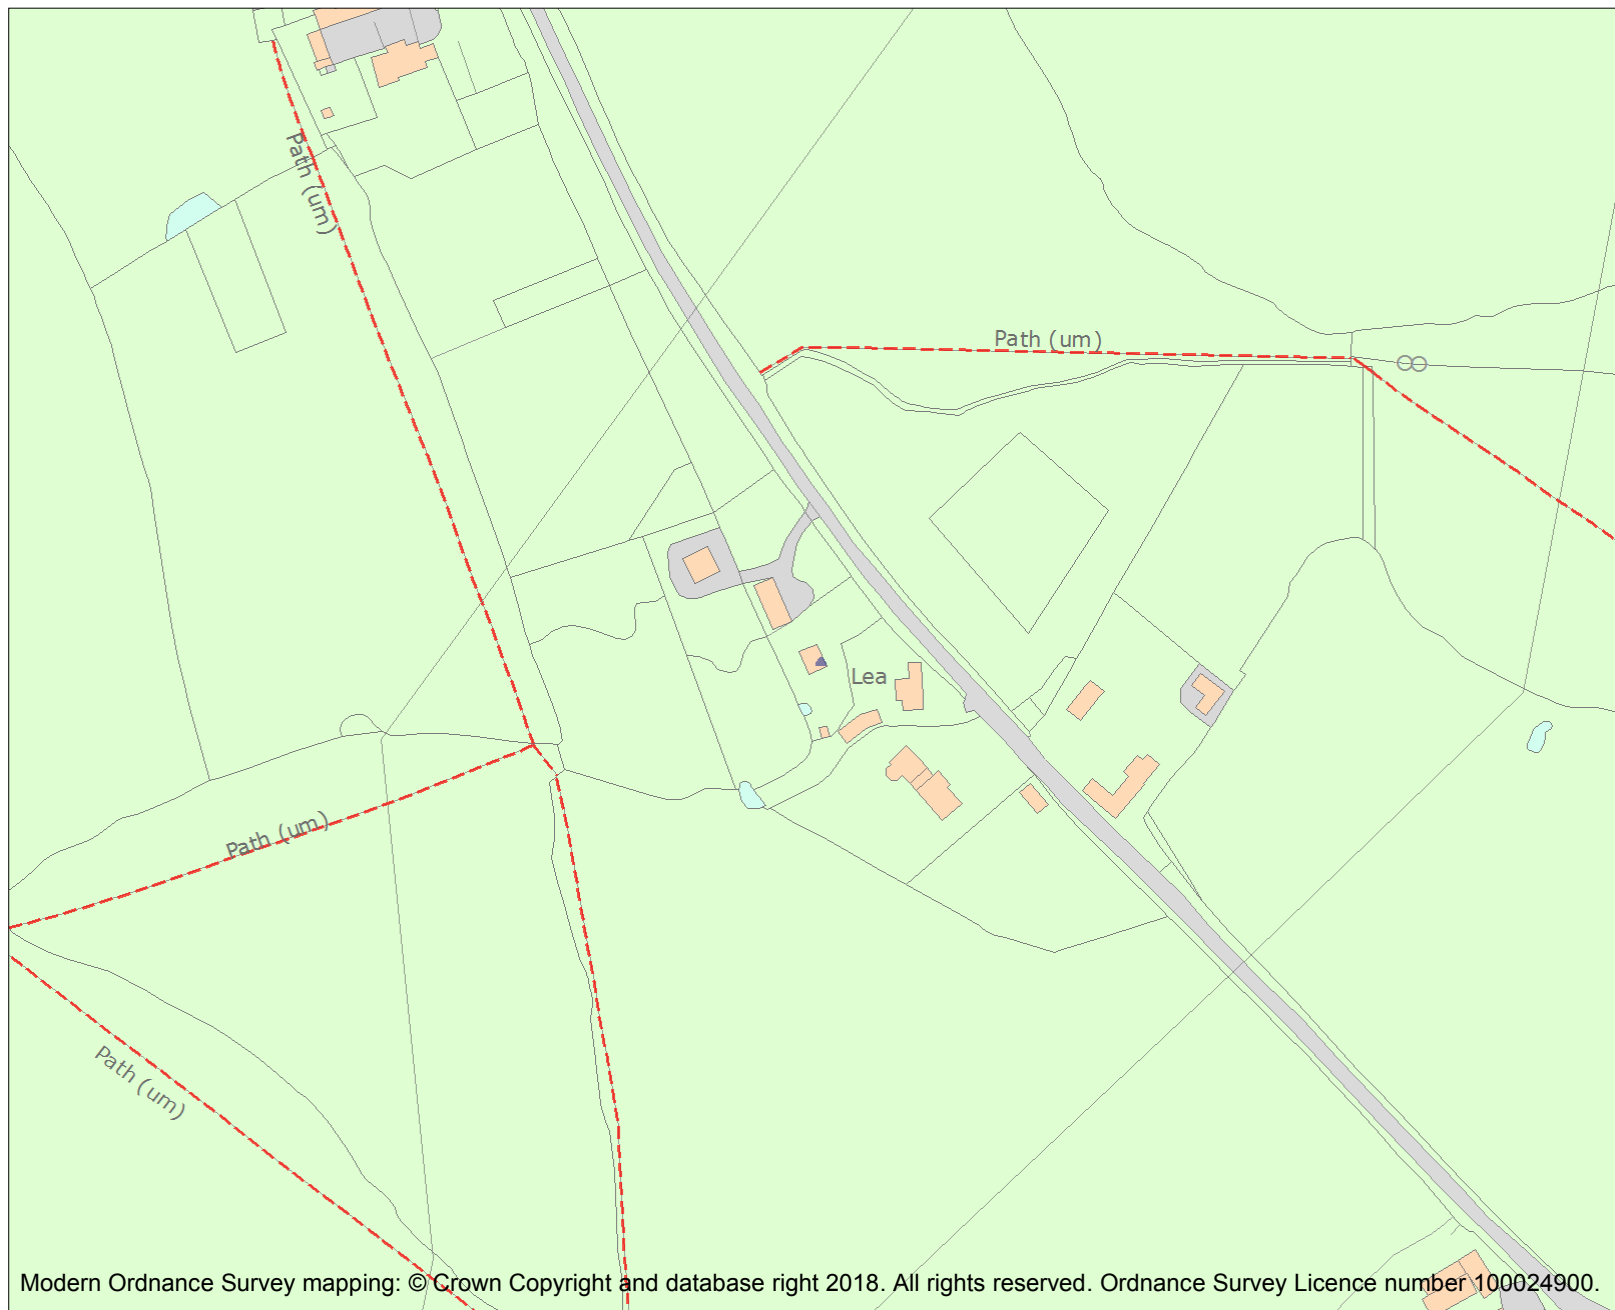 Path (um)
Path (um)
Lea
Path (um)
Path (um)
Modern Ordnance Survey mapping: © Crown Copyright and database right 2018. All rights reserved. Ordnance Survey Licence number 100024900.